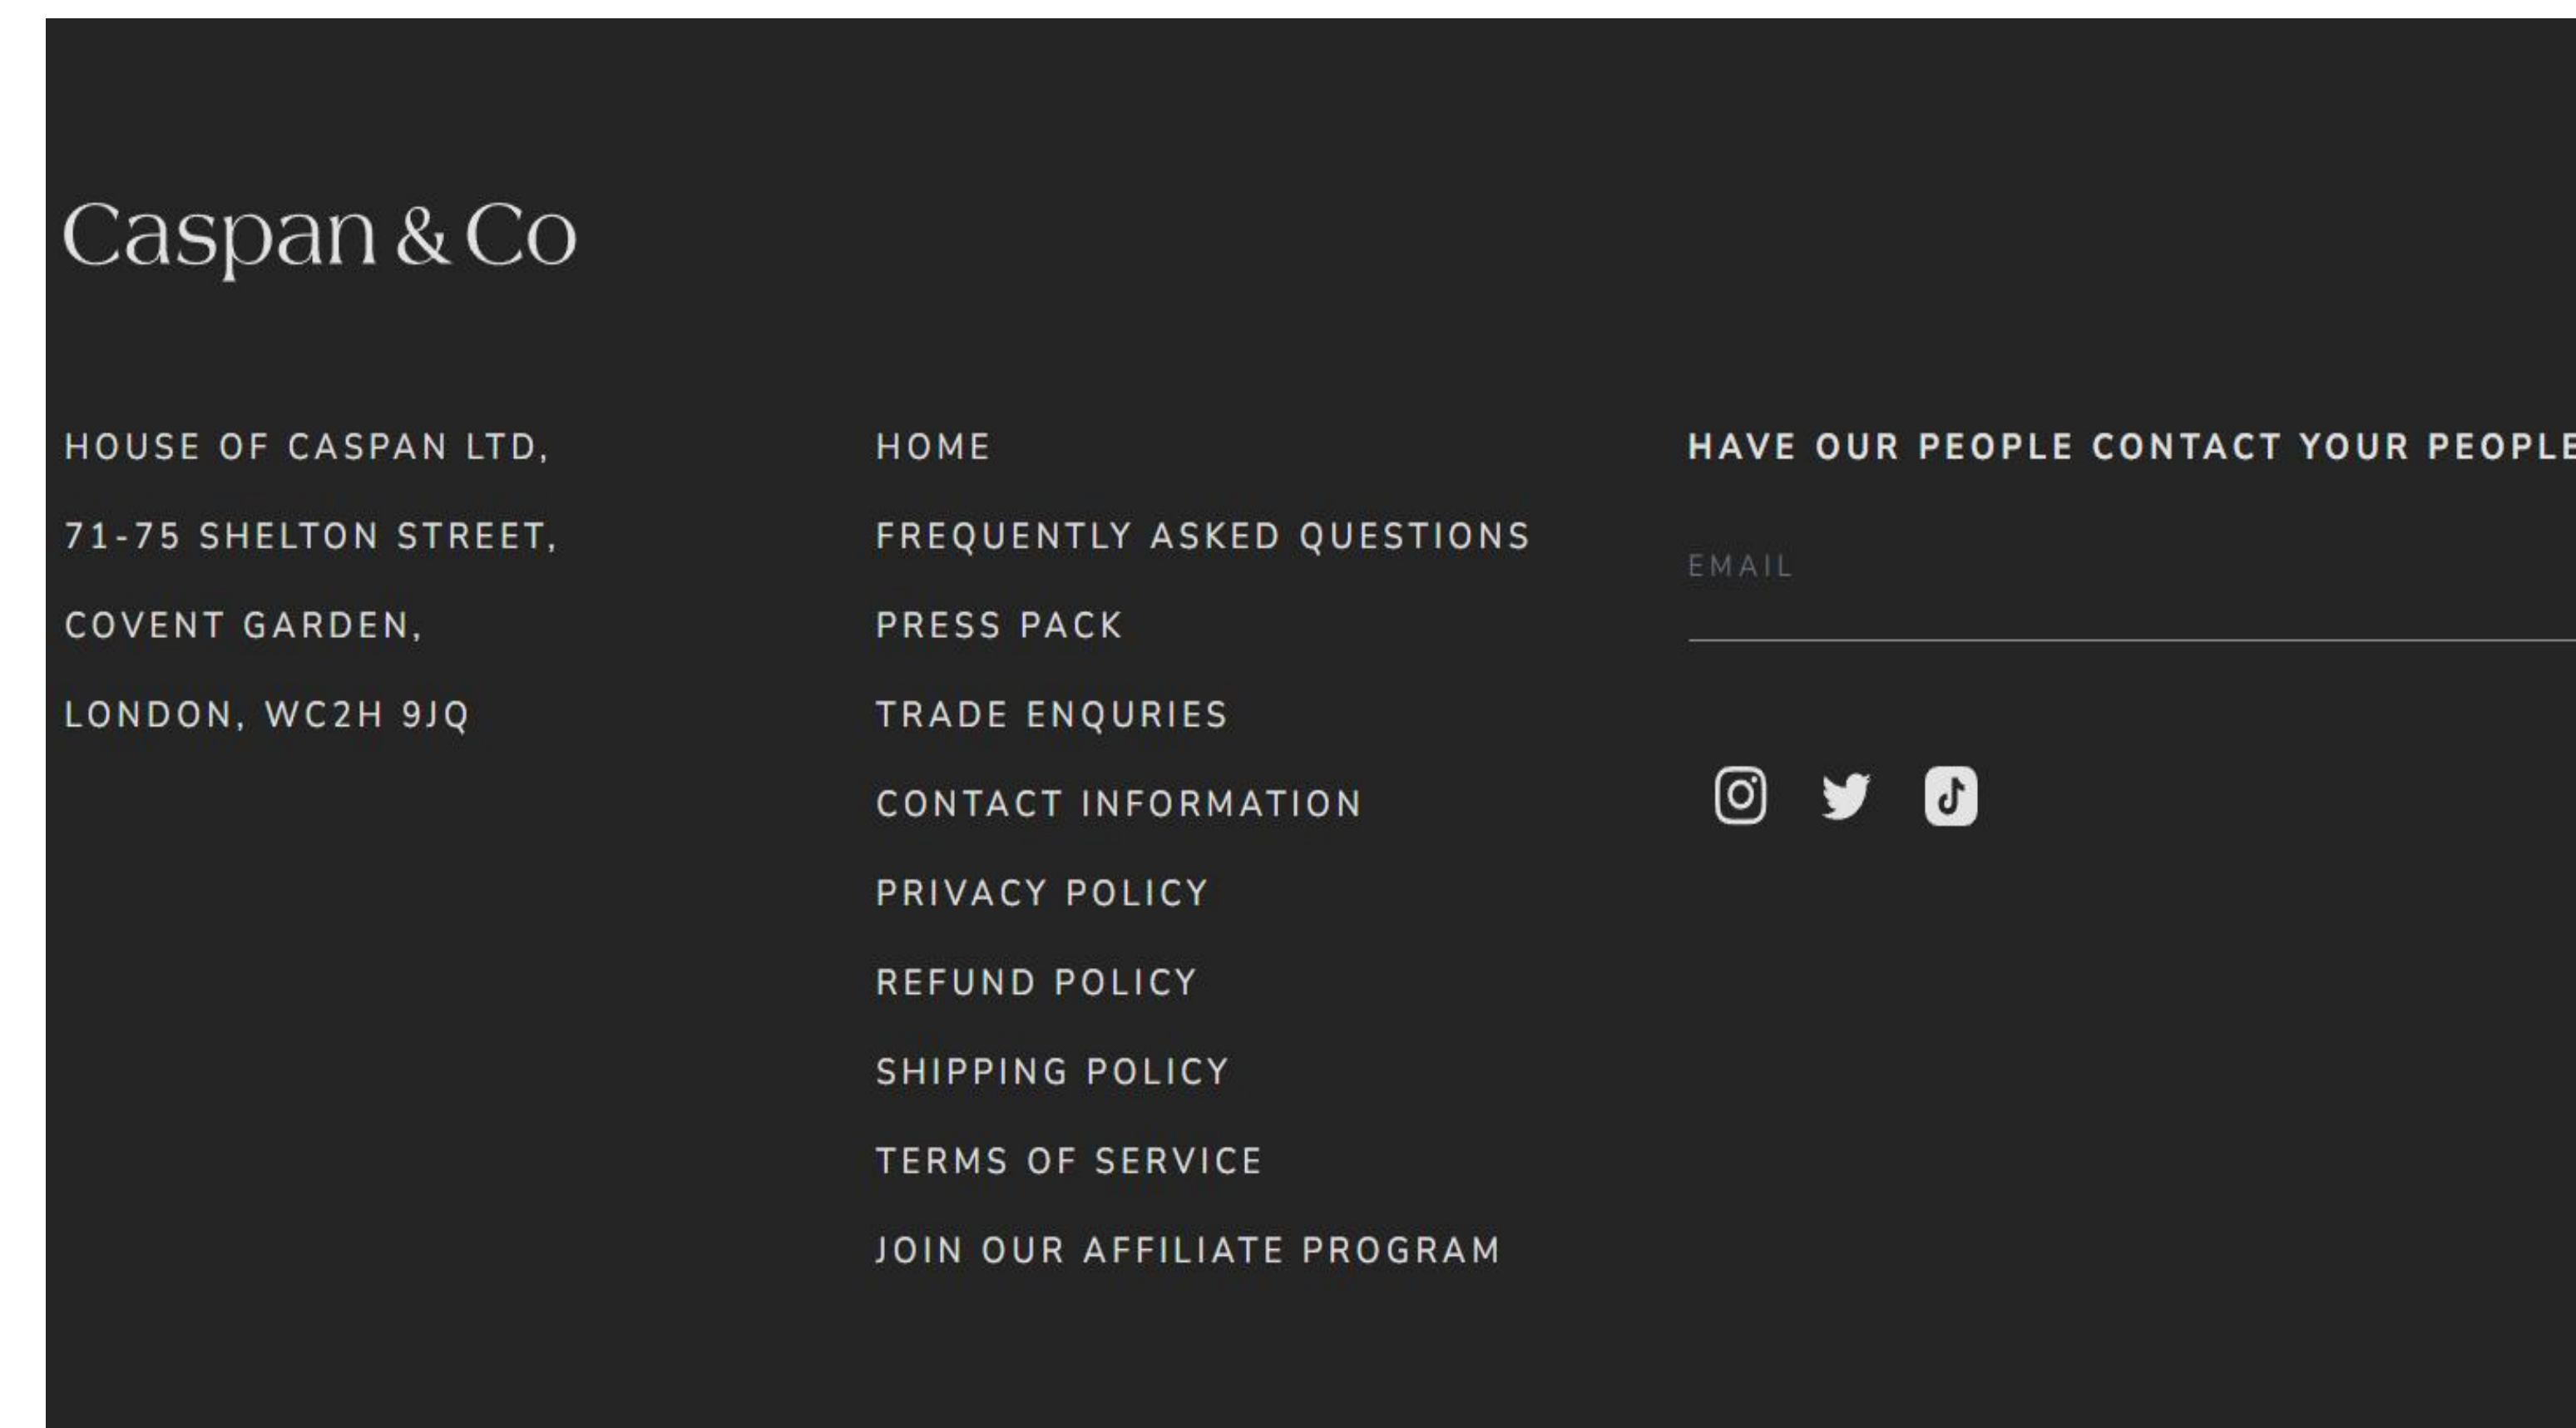 Caspan & Co
HOUSE OF CASPAN LTD,
71-75 SHELTON STREET,
COVENT GARDEN,
LONDON, WC2H 9JQ
HOME
FREQUENTLY ASKED QUESTIONS
PRESS PACK
TRADE ENQURIES
CONTACT INFORMATION
PRIVACY POLICY
REFUND POLICY
SHIPPING POLICY
TERMS OF SERVICE
JOIN OUR AFFILIATE PROGRAM
HAVE OUR PEOPLE CONTACT YOUR PEOPLE
EMAIL